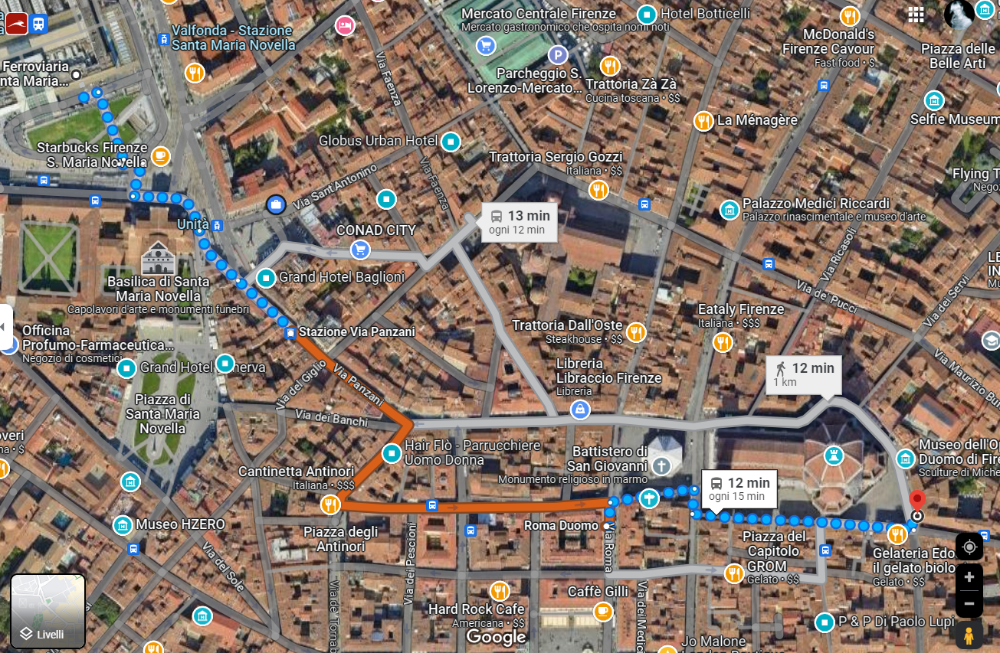 Mercato Centrale Firenze
Mercato gastronomico che ospita nomi noti
Hotel Botticelli
McDonald's
Firenze Cavour
Fast food • $
Piazza delle
Belle Arti
Valfonda - Stazione
Santa Maria Novella
Ferroviaria
nta Maria...
Via Faenza
P
Parcheggio S.
Lorenzo-Mercato...
Trattoria Zà Zà
Cucina toscana • $$
La Ménagère
Selfie Museum
Starbucks Firenze
S. Maria Novella
Globus Urban Hotel
Trattoria Sergio Gozzi
Italiana • $$
Via Sant'Antonino
Via Faenza
Flying T
Negoz
Palazzo Medici Riccardi
Palazzo rinascimentale e museo d'arte
Unità
CONAD CITY
13 min
ogni 12 min
Via Ricasoli
Grand Hotel Baglioni
Basilica di Santa
Maria Novella
Capolavori d'arte e monumenti funebri
Via de' Pucci
Via dei Servi
Officina
Profumo-Farmaceutica...
Negozio di cosmetici
Stazione Via Panzani
Trattoria Dall'Oste
Steakhouse • $$
Eataly Firenze
Italiana • $$$
Grand Hotel Minerva
Via del Giglio
Via Panzani
Libreria
Libraccio Firenze
Libreria
12 min
1 km
Piazza di
Santa Maria
Novella
Via dei Banchi
Hair Flò - Parrucchiere
Uomo Donna
Battistero di
San Giovanni
Monumento religioso in marmo
Museo dell'O
Duomo di Fire
Sculture di Miche
Cantinetta Antinori
Italiana • $$$
12 min
ogni 15 min
Museo HZERO
Piazza degli
Antinori
Roma Duomo
Via Roma
Piazza del
Capitolo
GROM
Gelato • $$
Gelateria Edo
il gelato biolo
Gelato • $$
Via del Sole
Via dei Pescioni
Caffè Gilli
Hard Rock Cafe
Americana • $$
Via dei Medici
P & P Di Paolo Lupi
Livelli
Google
Jo Malone